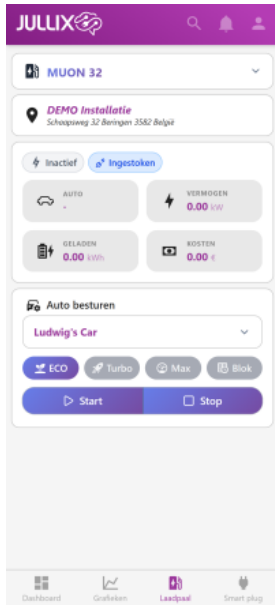 JULLIX
MUON 32
DEMO Installatie
Schaapsweg 32 Beringen 3582 België
Inactief
Ingestoken
AUTO
-
VERMOGEN
0.00 kW
GELADEN
0.00 kWh
KOSTEN
0.00 €
Auto besturen
Ludwig's Car
ECO
Turbo
Max
Blok
Start
Stop
Dashboard
Grafieken
Laadpaal
Smart plug